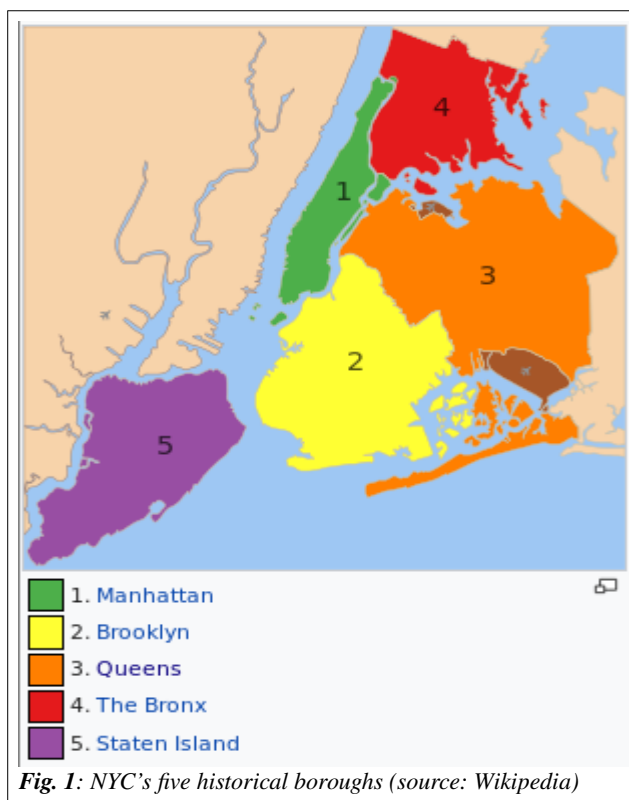 4
1
3
2
5
1. Manhattan
2. Brooklyn
3. Queens
4. The Bronx
5. Staten Island
Fig. 1: NYC's five historical boroughs (source: Wikipedia)